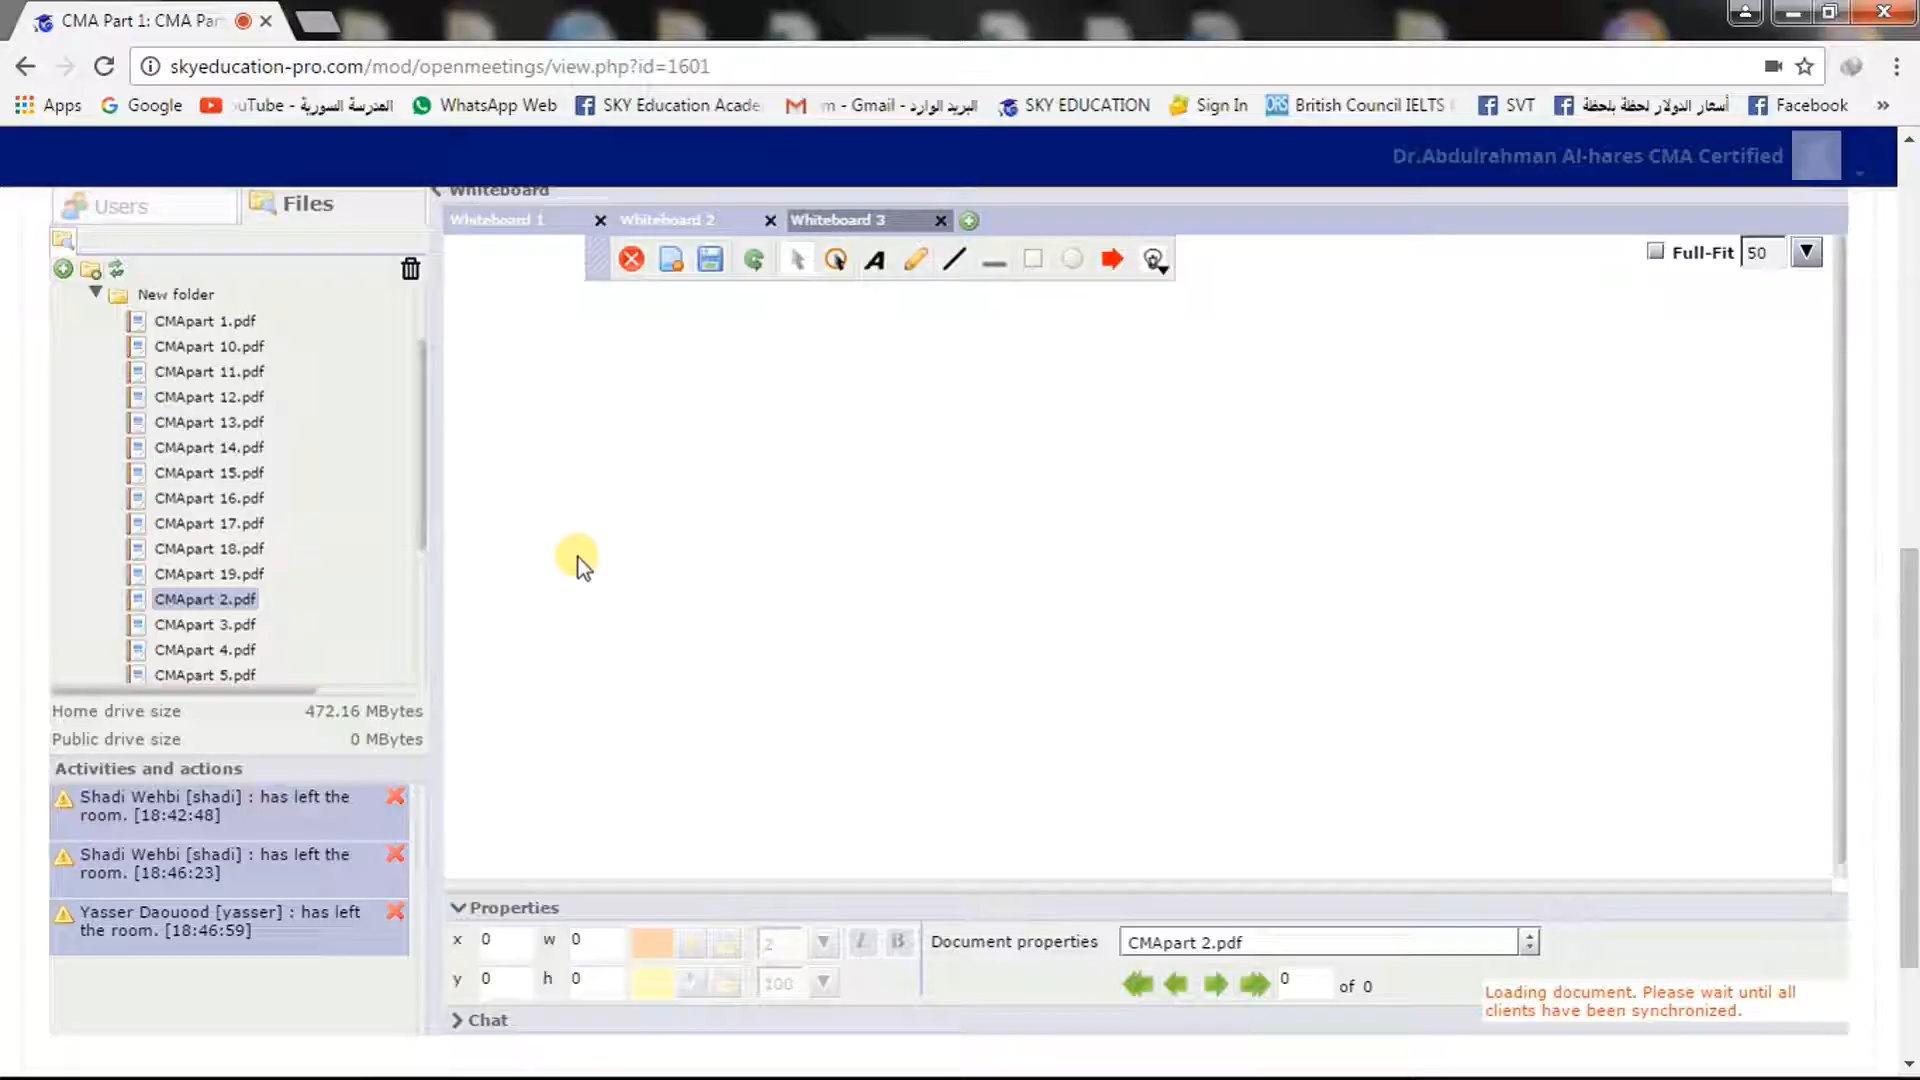 CMA Part 1: CMA Par
skyeducation-pro.com/mod/openmeetings/view.php?id=1601
Apps
Google
uTube - المدرسة السورية
WhatsApp Web
SKY Education Acade
m - Gmail - البريد الوارد
SKY EDUCATION
Sign In
British Council IELTS
SVT
أسعار الدولار لحظة بلحظة
Facebook
»
Dr.Abdulrahman Al-hares CMA Certified
Users
Files
Whiteboard
Whiteboard 1
Whiteboard 2
Whiteboard 3
Full-Fit 50
New folder
CMApart 1.pdf
CMApart 10.pdf
CMApart 11.pdf
CMApart 12.pdf
CMApart 13.pdf
CMApart 14.pdf
CMApart 15.pdf
CMApart 16.pdf
CMApart 17.pdf
CMApart 18.pdf
CMApart 19.pdf
CMApart 2.pdf
CMApart 3.pdf
CMApart 4.pdf
CMApart 5.pdf
Home drive size 472.16 MBytes
Public drive size 0 MBytes
Activities and actions
Shadi Wehbi [shadi] : has left the
room. [18:42:48]
Shadi Wehbi [shadi] : has left the
room. [18:46:23]
Yasser Daouood [yasser] : has left
the room. [18:46:59]
Properties
x 0 w 0 2 I B
y 0 h 0 100
Document properties CMApart 2.pdf
0 of 0
Loading document. Please wait until all
clients have been synchronized.
Chat